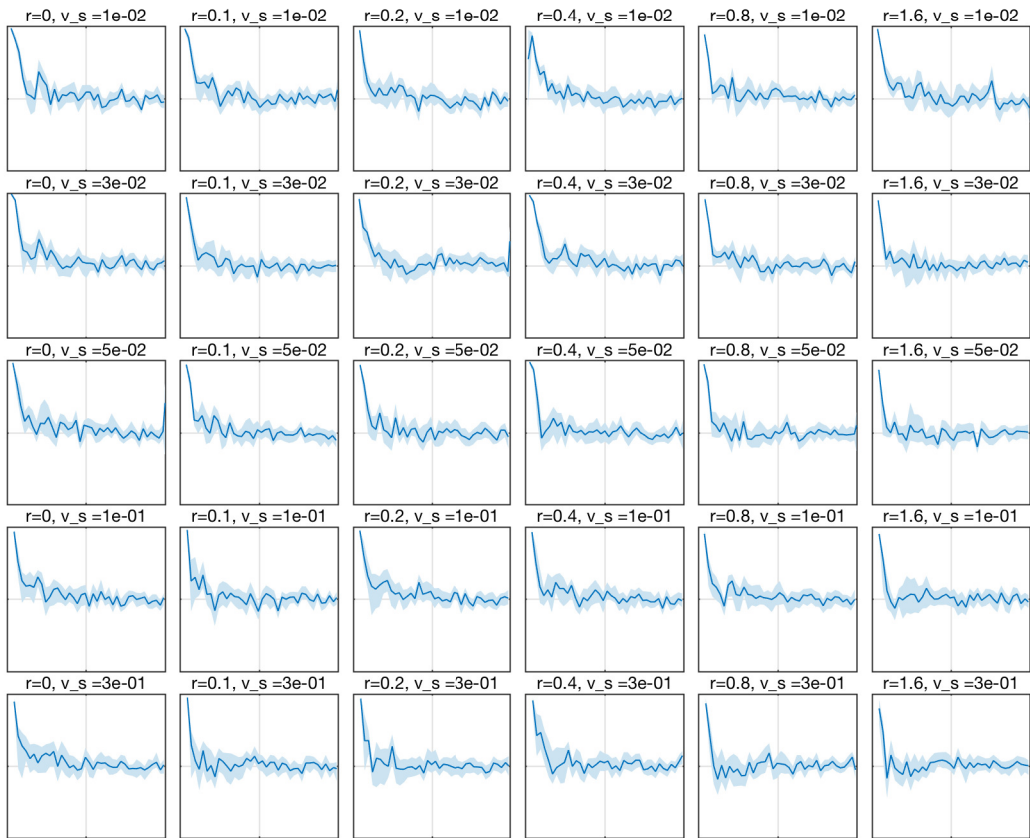 r=0, v_s =1e-02 r=0.1, v_s =1e-02 r=0.2, v_s =1e-02 r=0.4, v_s =1e-02 r=0.8, v_s =1e-02 r=1.6, v_s =1e-02
r=0, v_s =3e-02 r=0.1, v_s =3e-02 r=0.2, v_s =3e-02 r=0.4, v_s =3e-02 r=0.8, v_s =3e-02 r=1.6, v_s =3e-02
r=0, v_s =5e-02 r=0.1, v_s =5e-02 r=0.2, v_s =5e-02 r=0.4, v_s =5e-02 r=0.8, v_s =5e-02 r=1.6, v_s =5e-02
r=0, v_s =1e-01 r=0.1, v_s =1e-01 r=0.2, v_s =1e-01 r=0.4, v_s =1e-01 r=0.8, v_s =1e-01 r=1.6, v_s =1e-01
r=0, v_s =3e-01 r=0.1, v_s =3e-01 r=0.2, v_s =3e-01 r=0.4, v_s =3e-01 r=0.8, v_s =3e-01 r=1.6, v_s =3e-01